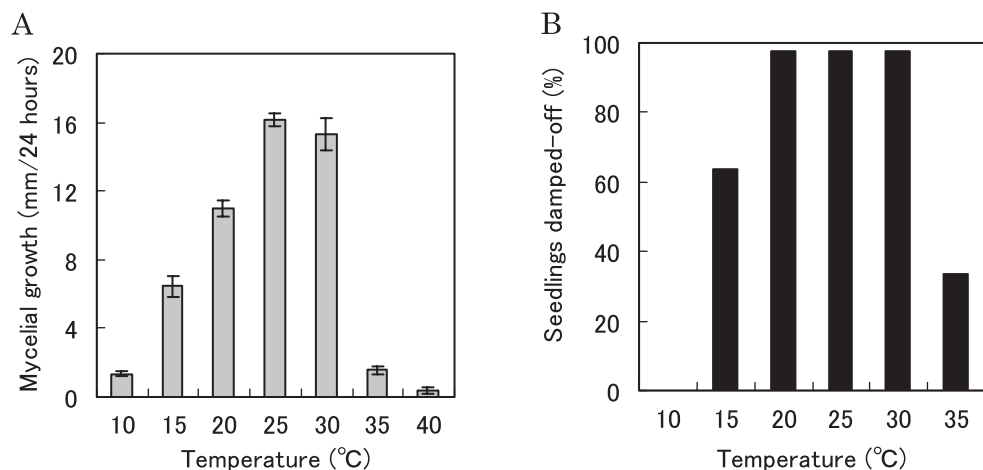 A
Mycelial growth (mm/24 hours)
20
16
12
8
4
0
10 15 20 25 30 35 40
Temperature (℃)
B
Seedlings damped-off (%)
100
80
60
40
20
0
10 15 20 25 30 35
Temperature (℃)